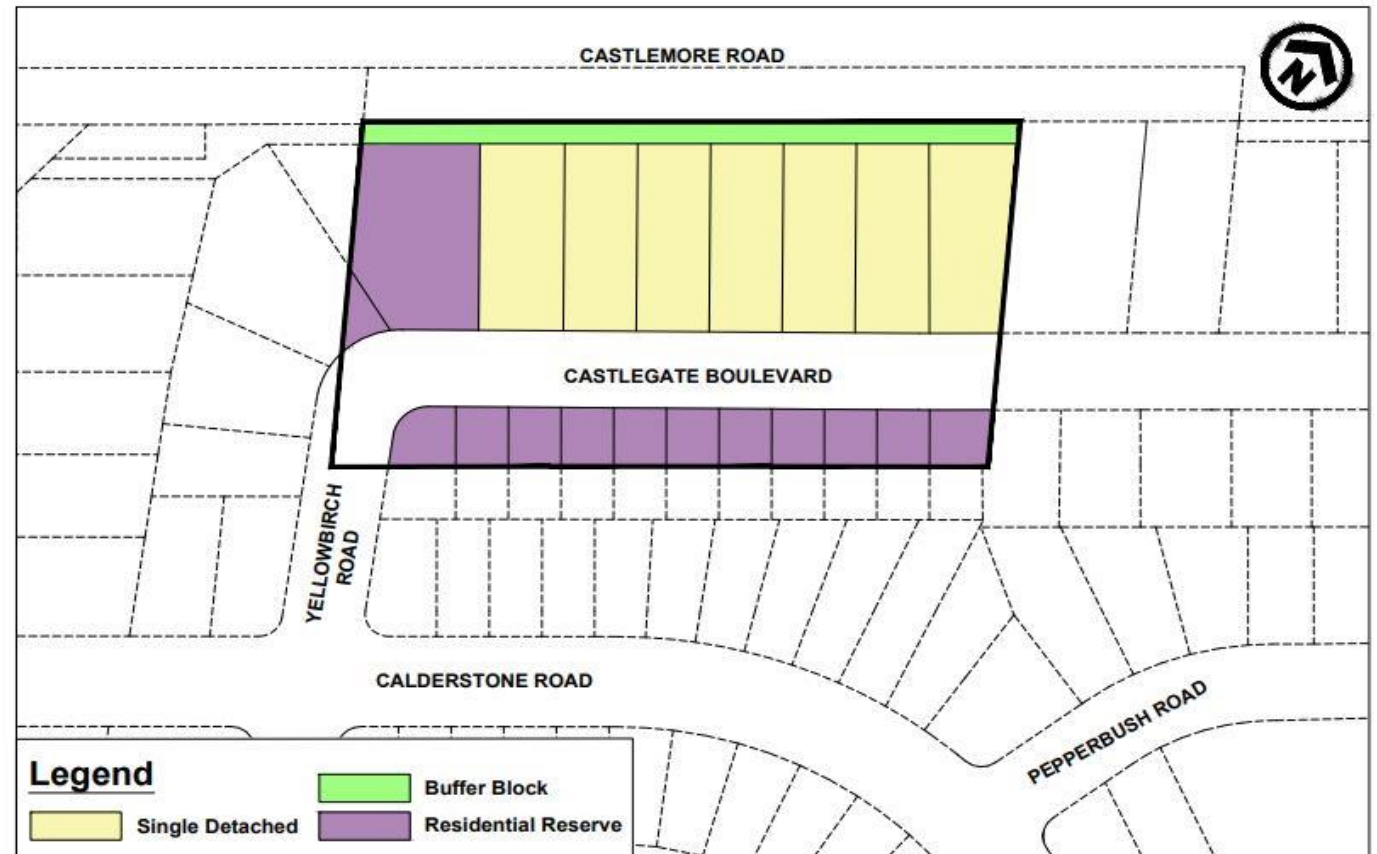 CASTLEMORE ROAD
N
CASTLEGATE BOULEVARD
YELLOWBIRCH
ROAD
CALDERSTONE ROAD
PEPPERBUSH ROAD
Legend
Buffer Block
Single Detached
Residential Reserve